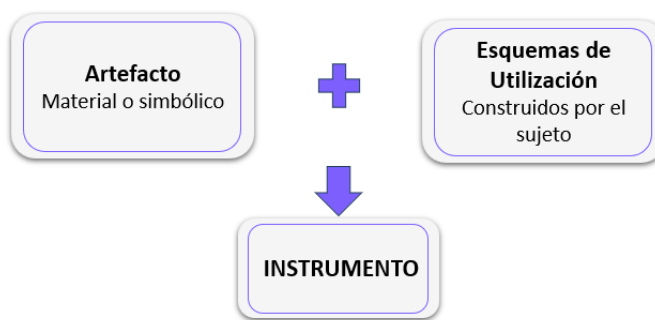 Artefacto
Material o simbólico
Esquemas de
Utilización
Construidos por el
sujeto
INSTRUMENTO